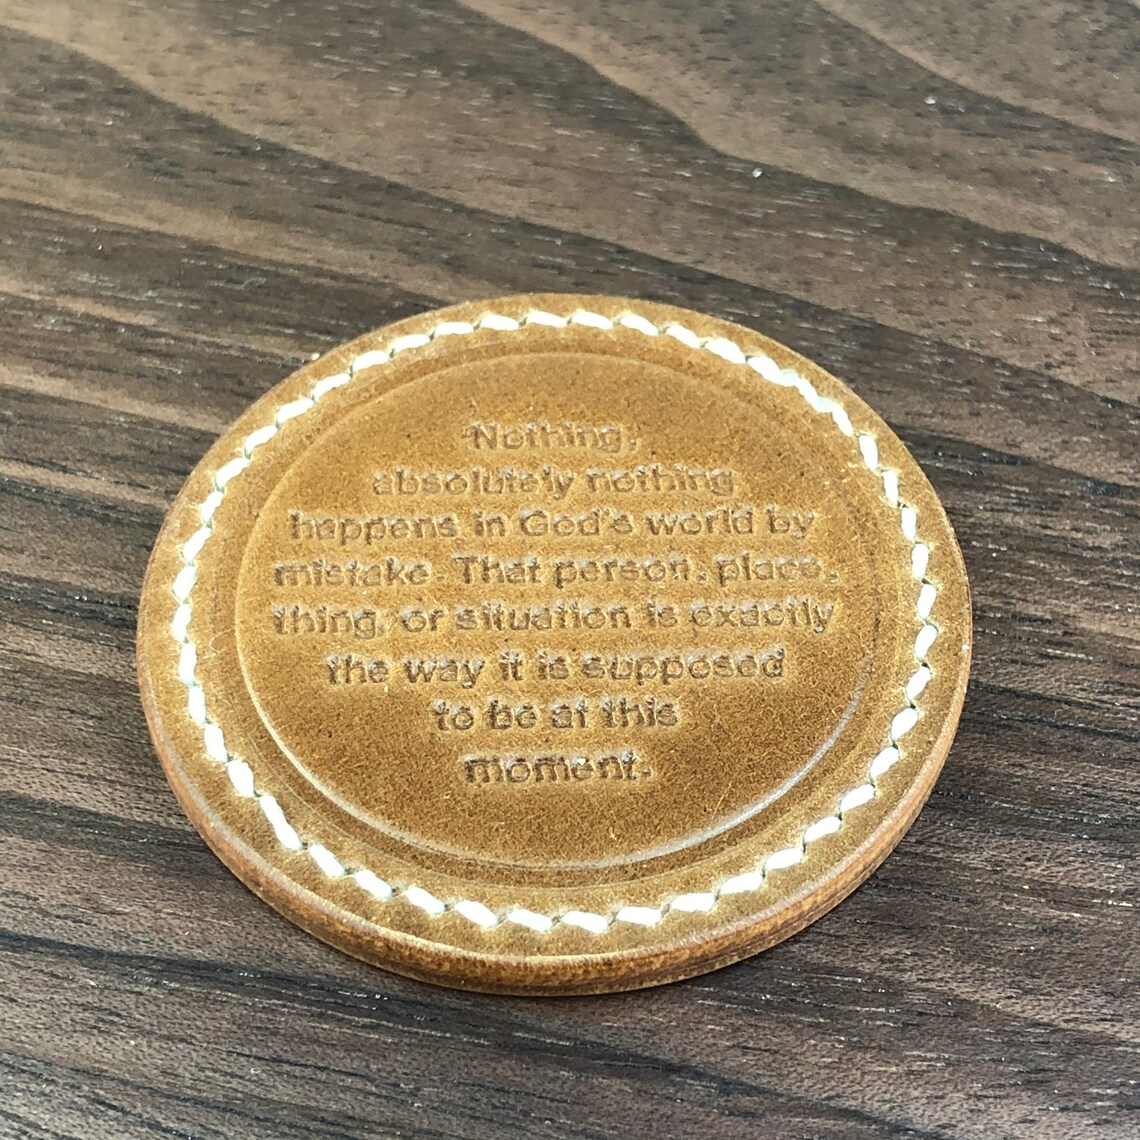 Nothing,
absolutely nothing
happens in God's world by
mistake. That person, place,
thing, or situation is exactly
the way it is supposed
to be at this
moment.